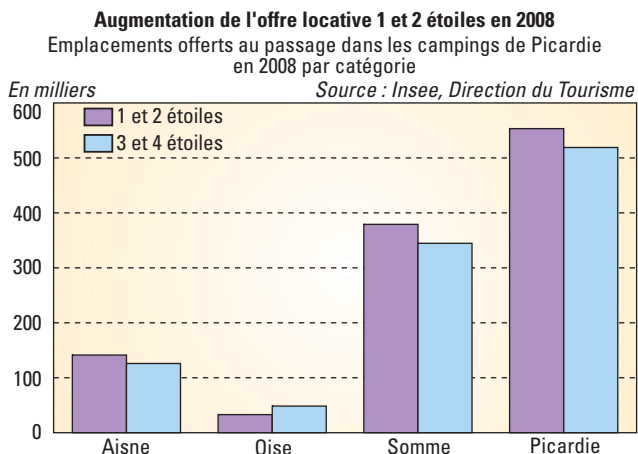 Augmentation de l'offre locative 1 et 2 étoiles en 2008
Emplacements offerts au passage dans les campings de Picardie
en 2008 par catégorie
En milliers
Source : Insee, Direction du Tourisme
600
500
400
300
200
100
0
1 et 2 étoiles
3 et 4 étoiles
Aisne
Oise
Somme
Picardie